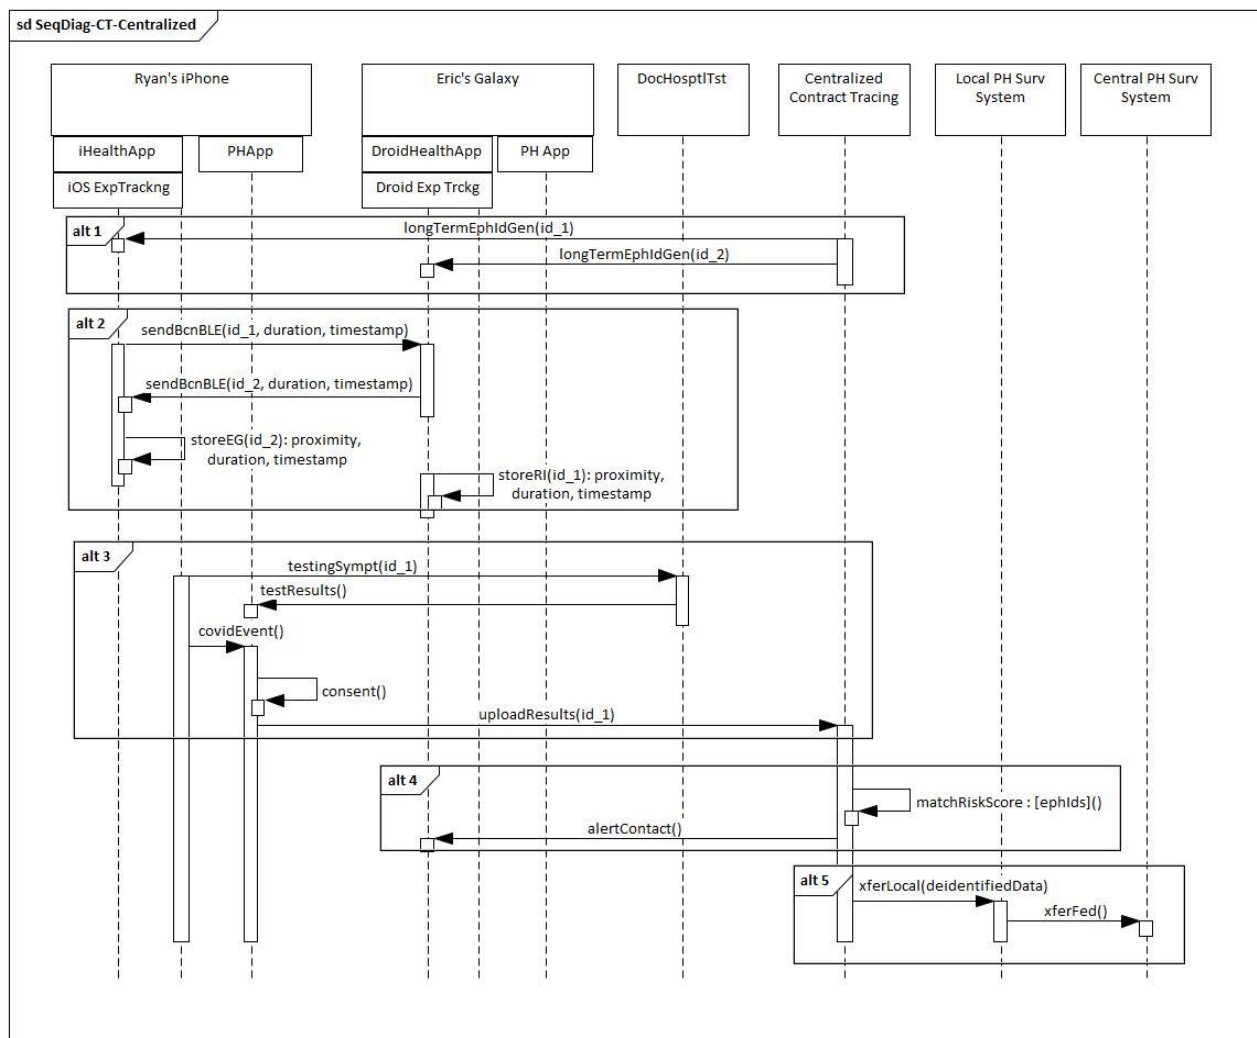 sd SeqDiag-CT-Centralized
Ryan's iPhone
Eric's Galaxy
DocHosptlTst
Centralized
Contract Tracing
Local PH Surv
System
Central PH Surv
System
iHealthApp
PHApp
DroidHealthApp
PH App
iOS ExpTrackng
Droid Exp Trckg
alt 1
longTermEphIdGen(id_1)
longTermEphIdGen(id_2)
alt 2
sendBcnBLE(id_1, duration, timestamp)
sendBcnBLE(id_2, duration, timestamp)
storeEG(id_2): proximity,
duration, timestamp
storeRI(id_1): proximity,
duration, timestamp
alt 3
testingSympt(id_1)
testResults()
covidEvent()
consent()
uploadResults(id_1)
alt 4
matchRiskScore : [ephIds]()
alertContact()
alt 5
xferLocal(deidentifiedData)
xferFed()